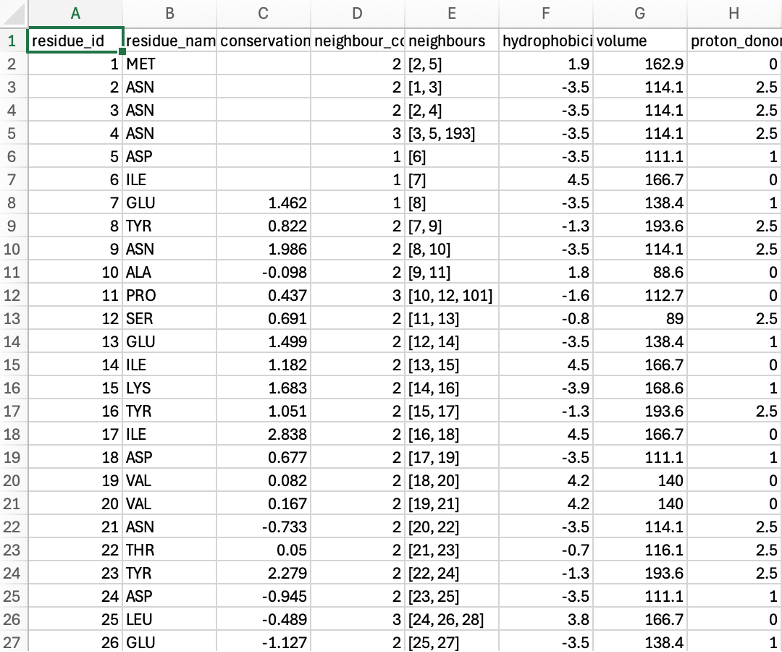 A B C D E F G H
1 residue_id residue_nam conservation neighbour_co neighbours hydrophobici volume proton_donor
2 1 MET 2 [2, 5] 1.9 162.9 0
3 2 ASN 2 [1, 3] -3.5 114.1 2.5
4 3 ASN 2 [2, 4] -3.5 114.1 2.5
5 4 ASN 3 [3, 5, 193] -3.5 114.1 2.5
6 5 ASP 1 [6] -3.5 111.1 1
7 6 ILE 1 [7] 4.5 166.7 0
8 7 GLU 1.462 1 [8] -3.5 138.4 1
9 8 TYR 0.822 2 [7, 9] -1.3 193.6 2.5
10 9 ASN 1.986 2 [8, 10] -3.5 114.1 2.5
11 10 ALA -0.098 2 [9, 11] 1.8 88.6 0
12 11 PRO 0.437 3 [10, 12, 101] -1.6 112.7 0
13 12 SER 0.691 2 [11, 13] -0.8 89 2.5
14 13 GLU 1.499 2 [12, 14] -3.5 138.4 1
15 14 ILE 1.182 2 [13, 15] 4.5 166.7 0
16 15 LYS 1.683 2 [14, 16] -3.9 168.6 1
17 16 TYR 1.051 2 [15, 17] -1.3 193.6 2.5
18 17 ILE 2.838 2 [16, 18] 4.5 166.7 0
19 18 ASP 0.677 2 [17, 19] -3.5 111.1 1
20 19 VAL 0.082 2 [18, 20] 4.2 140 0
21 20 VAL 0.167 2 [19, 21] 4.2 140 0
22 21 ASN -0.733 2 [20, 22] -3.5 114.1 2.5
23 22 THR 0.05 2 [21, 23] -0.7 116.1 2.5
24 23 TYR 2.279 2 [22, 24] -1.3 193.6 2.5
25 24 ASP -0.945 2 [23, 25] -3.5 111.1 1
26 25 LEU -0.489 3 [24, 26, 28] 3.8 166.7 0
27 26 GLU -1.127 2 [25, 27] -3.5 138.4 1